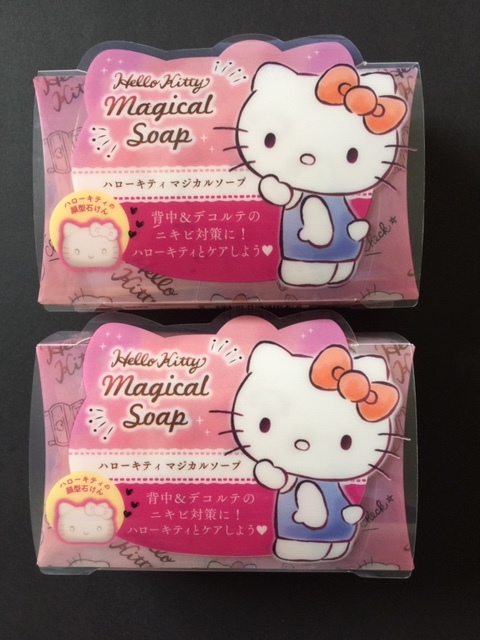 Hello Kitty
Magical
Soap
ハローキティ マジカルソープ
ハローキティの
顔型石けん
背中&デコルテの
ニキビ対策に!
ハローキティとケアしよう♥
Hello Kitty
Magical
Soap
ハローキティ マジカルソープ
ハローキティの
顔型石けん
背中&デコルテの
ニキビ対策に!
ハローキティとケアしよう♥